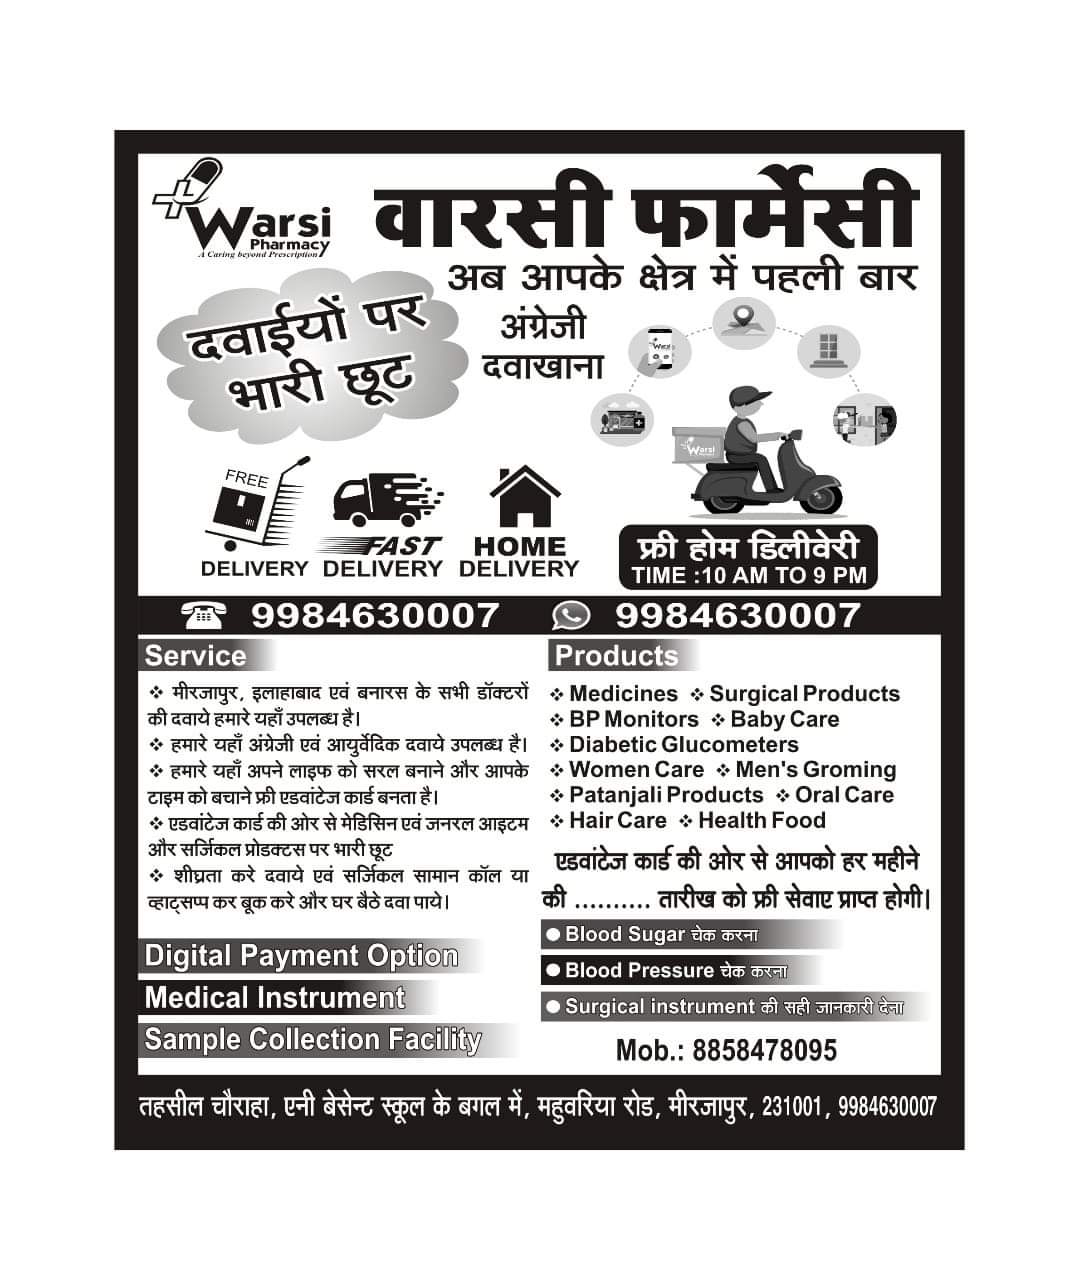 Warsi
Pharmacy
A Caring beyond Prescription
वारसी फार्मेसी
अब आपके क्षेत्र में पहली बार
दवाईयों पर
भारी छूट
अंग्रेजी
दवाखाना
Warsi
Warsi
Pharmacy
FREE
DELIVERY
FAST
DELIVERY
HOME
DELIVERY
फ्री होम डिलीवेरी
TIME :10 AM TO 9 PM
9984630007
9984630007
Service
❖ मीरजापुर, इलाहाबाद एवं बनारस के सभी डॉक्टरों
की दवाये हमारे यहाँ उपलब्ध है।
❖ हमारे यहाँ अंग्रेजी एवं आयुर्वेदिक दवाये उपलब्ध है।
❖ हमारे यहाँ अपने लाइफ को सरल बनाने और आपके
टाइम को बचाने फ्री एडवांटेज कार्ड बनता है।
❖ एडवांटेज कार्ड की ओर से मेडिसिन एवं जनरल आइटम
और सर्जिकल प्रोडक्टस पर भारी छूट
❖ शीघ्रता करे दवाये एवं सर्जिकल सामान कॉल या
व्हाट्सप्प कर बूक करे और घर बैठे दवा पाये।
Digital Payment Option
Medical Instrument
Sample Collection Facility
Products
❖ Medicines ❖ Surgical Products
❖ BP Monitors ❖ Baby Care
❖ Diabetic Glucometers
❖ Women Care ❖ Men's Groming
❖ Patanjali Products ❖ Oral Care
❖ Hair Care ❖ Health Food
एडवांटेज कार्ड की ओर से आपको हर महीने
की .......... तारीख को फ्री सेवाए प्राप्त होगी।
● Blood Sugar चेक करना
● Blood Pressure चेक करना
● Surgical instrument की सही जानकारी देना
Mob.: 8858478095
तहसील चौराहा, एनी बेसेन्ट स्कूल के बगल में, महुवरिया रोड, मीरजापुर, 231001, 9984630007